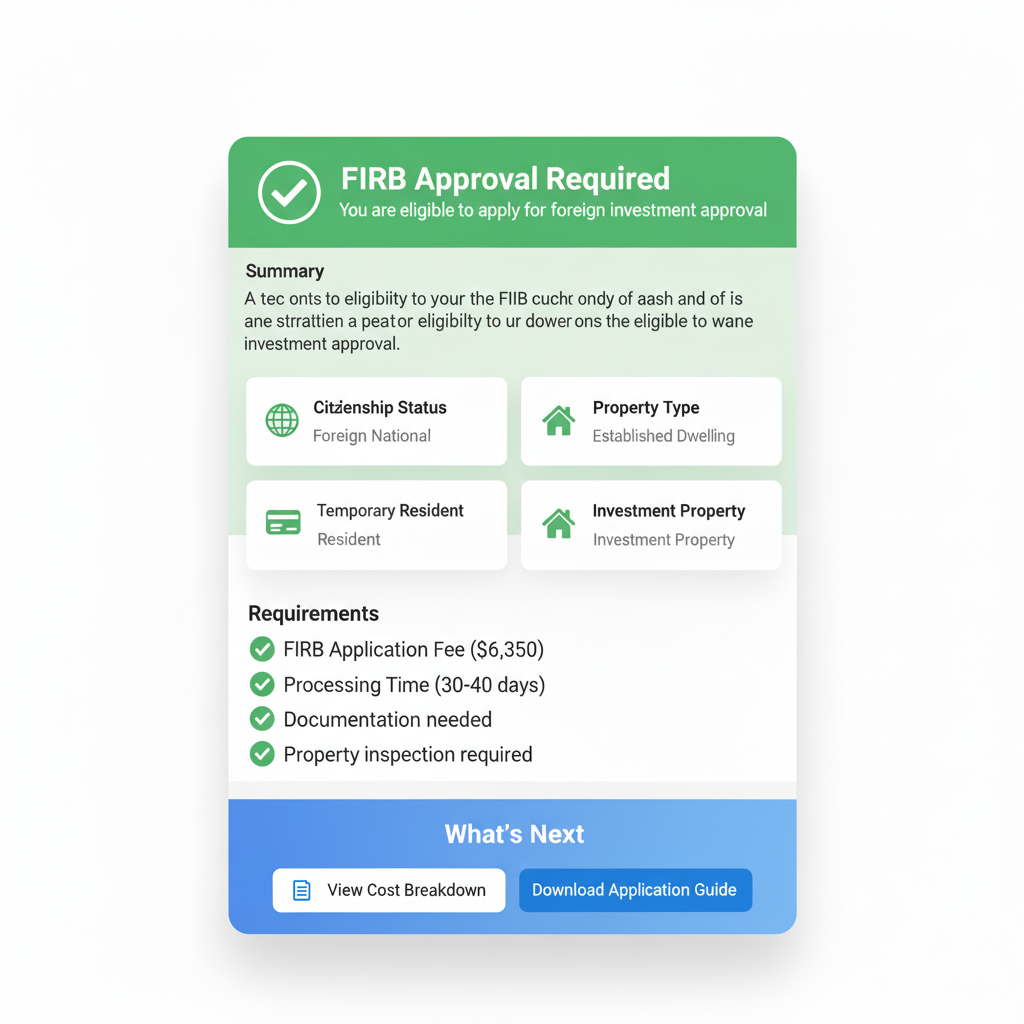 FIRB Approval Required
You are eligible to apply for foreign investment approval
Summary
A tec onts to eligibiity to your the FIIB cuchr ondy of aash and of is
ane strrattien a peator eligibilty to ur dower ons the eligible to wane
investment approval.
Citzienship Status
Foreign National
Property Type
Established Dwelling
Temporary Resident
Resident
Investment Property
Investment Property
Requirements
FIRB Application Fee ($6,350)
Processing Time (30-40 days)
Documentation needed
Property inspection required
What's Next
View Cost Breakdown
Download Application Guide